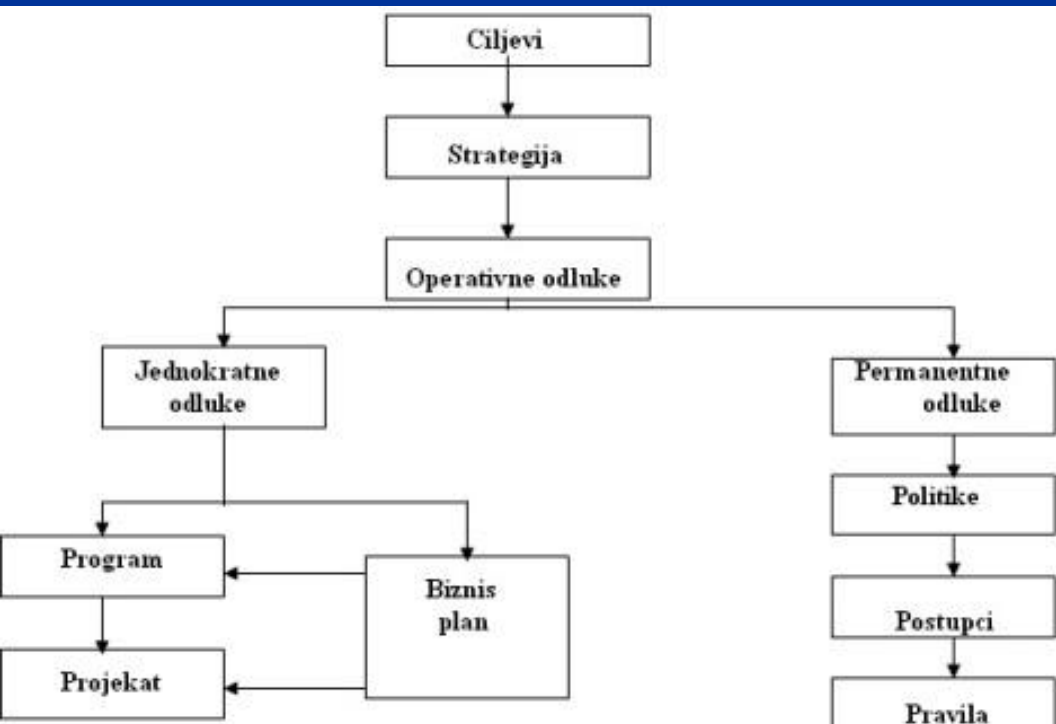 Ciljevi
Strategija
Operativne odluke
Jednokratne
odluke
Permanentne
odluke
Politike
Program
Biznis
plan
Postupci
Projekat
Pravila